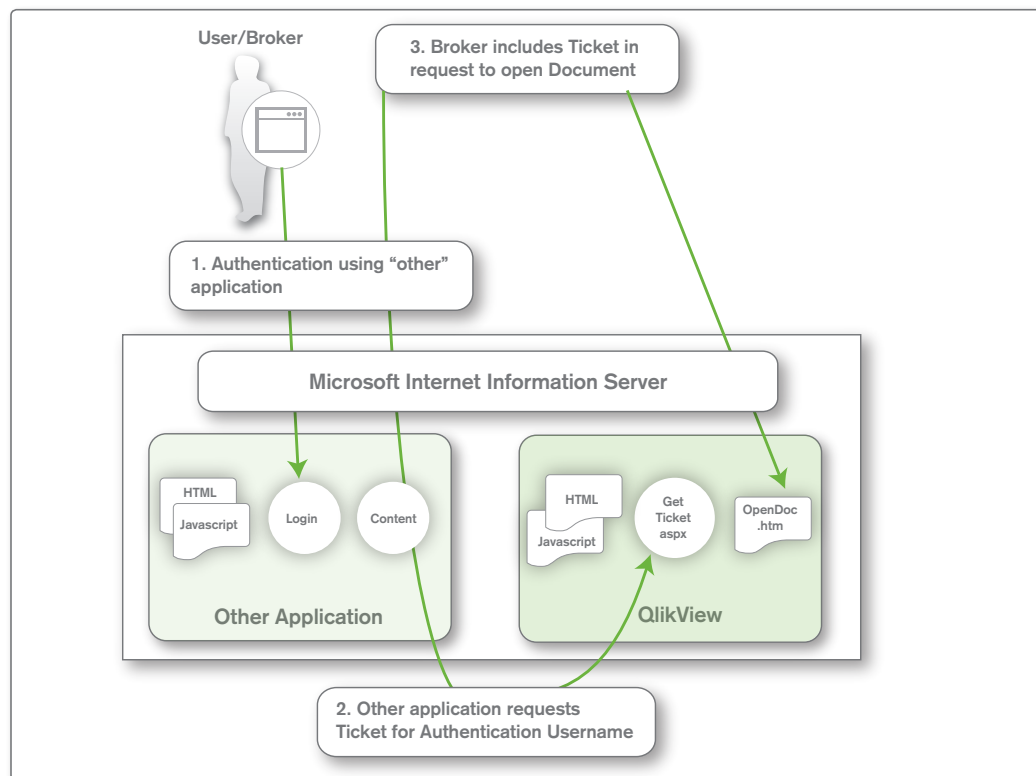 User/Broker
3. Broker includes Ticket in
request to open Document
1. Authentication using “other”
application
Microsoft Internet Information Server
HTML
Javascript
Login
Content
Other Application
HTML
Javascript
Get
Ticket
aspx
OpenDoc
.htm
QlikView
2. Other application requests
Ticket for Authentication Username